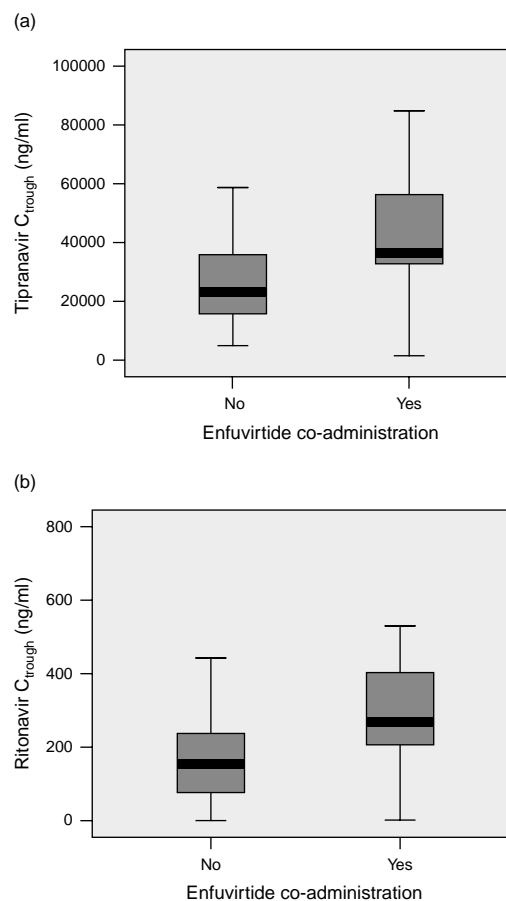 (a)
100000
80000
60000
40000
20000
0
Tipranavir Ctrough (ng/ml)
No Yes
Enfuvirtide co-administration
(b)
800
600
400
200
0
Ritonavir Ctrough (ng/ml)
No Yes
Enfuvirtide co-administration